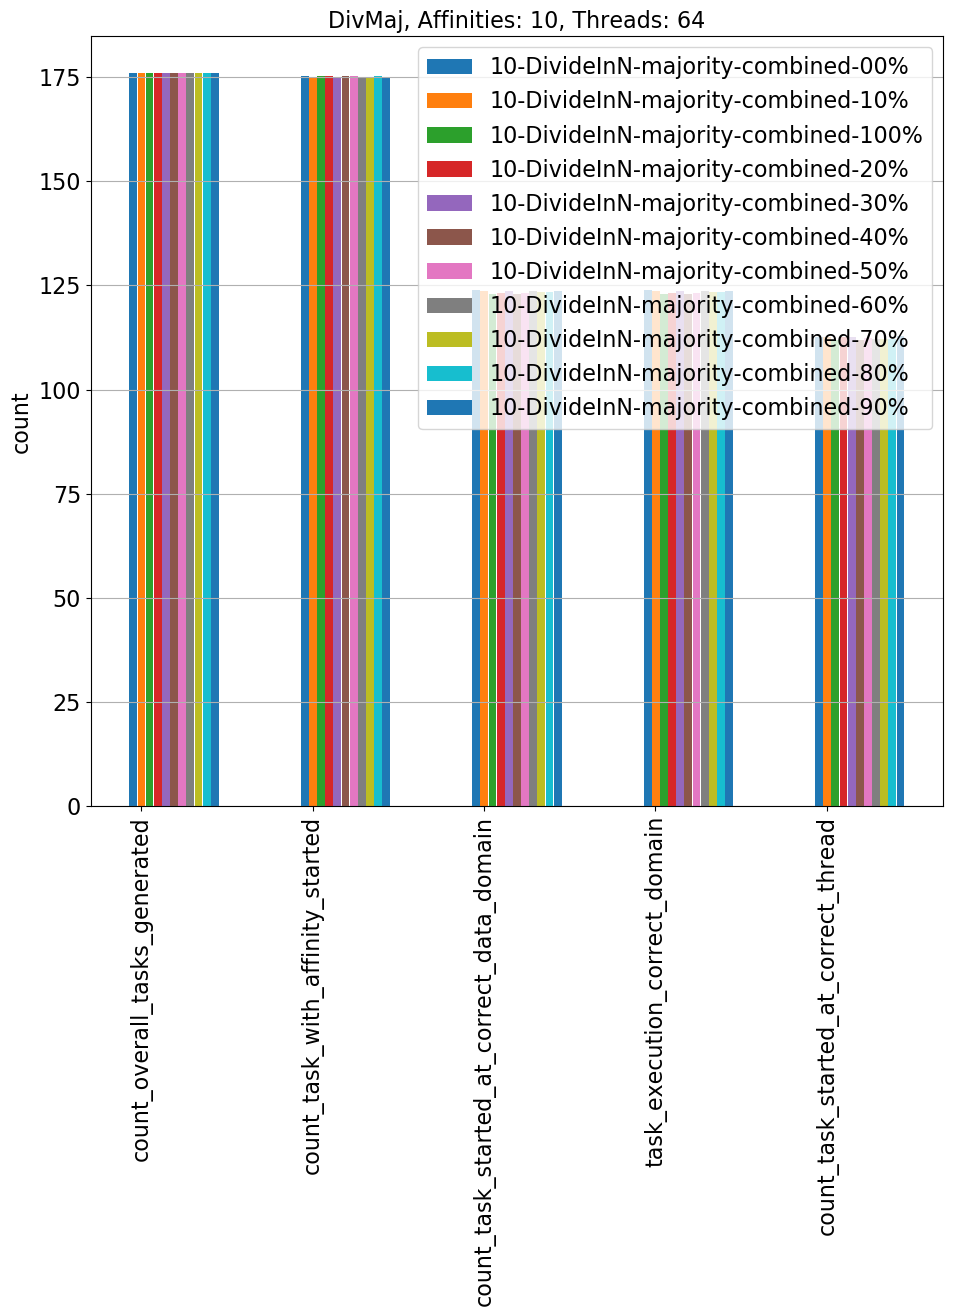 DivMaj, Affinities: 10, Threads: 64
175
150
125
100
75
50
25
0
count
10-DivideInN-majority-combined-00%
10-DivideInN-majority-combined-10%
10-DivideInN-majority-combined-100%
10-DivideInN-majority-combined-20%
10-DivideInN-majority-combined-30%
10-DivideInN-majority-combined-40%
10-DivideInN-majority-combined-50%
10-DivideInN-majority-combined-60%
10-DivideInN-majority-combined-70%
10-DivideInN-majority-combined-80%
10-DivideInN-majority-combined-90%
count_overall_tasks_generated
count_task_with_affinity_started
count_task_started_at_correct_data_domain
task_execution_correct_domain
count_task_started_at_correct_thread